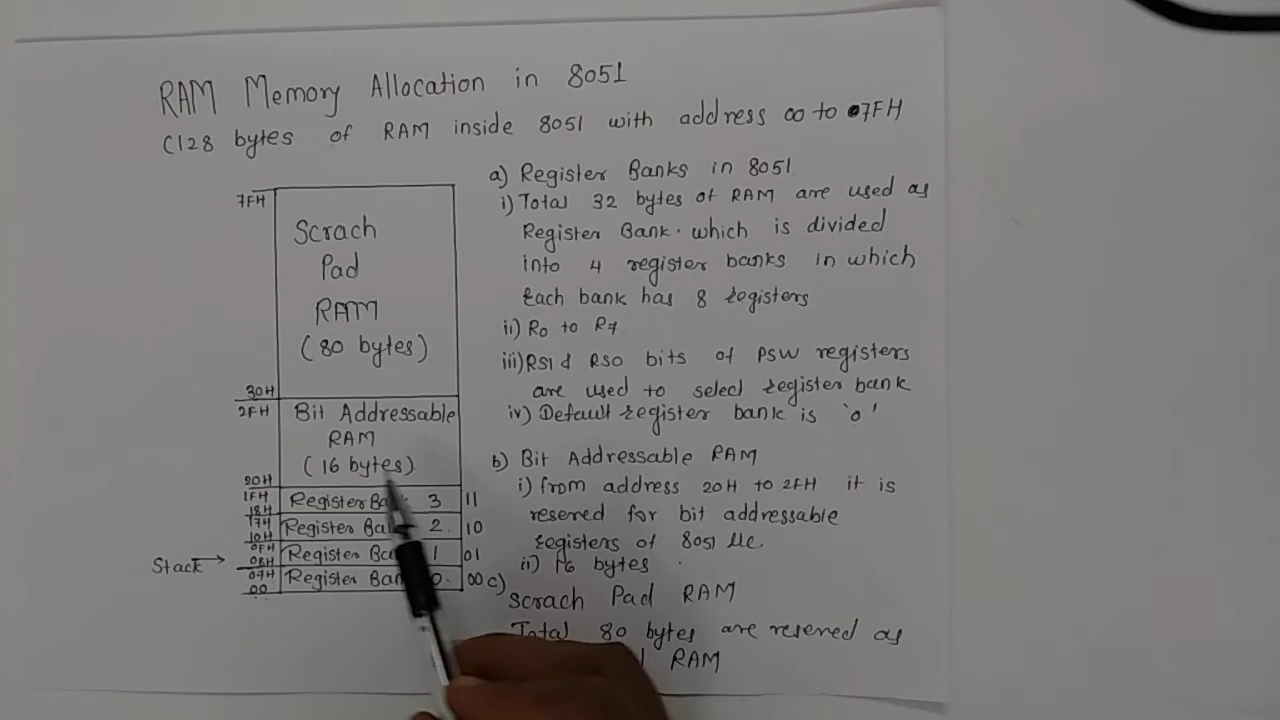 RAM Memory Allocation in 8051
(128 bytes of RAM inside 8051 with address 00 to 07FH
7FH
Scrach
Pad
RAM
(80 bytes)
30H
2FH
Bit Addressable
RAM
(16 bytes)
20H
1FH
18H
Register 3 11
17H
10H
Register 2 10
0FH
08H
Register 1 01
Stack →
07H
00
Register 0 00
a) Register Banks in 8051
i) Total 32 bytes of RAM are used as
Register Bank. which is divided
into 4 register banks in which
Each bank has 8 registers
ii) R0 to R7
iii) RS1 & RS0 bits of PSW registers
are used to select register bank
iv) Default register bank is '0'
b) Bit Addressable RAM
i) from address 20H to 2FH it is
reserved for bit addressable
registers of 8051 uc.
ii) 16 bytes
c)
Scrach Pad RAM
Total 80 bytes are reserved as
RAM